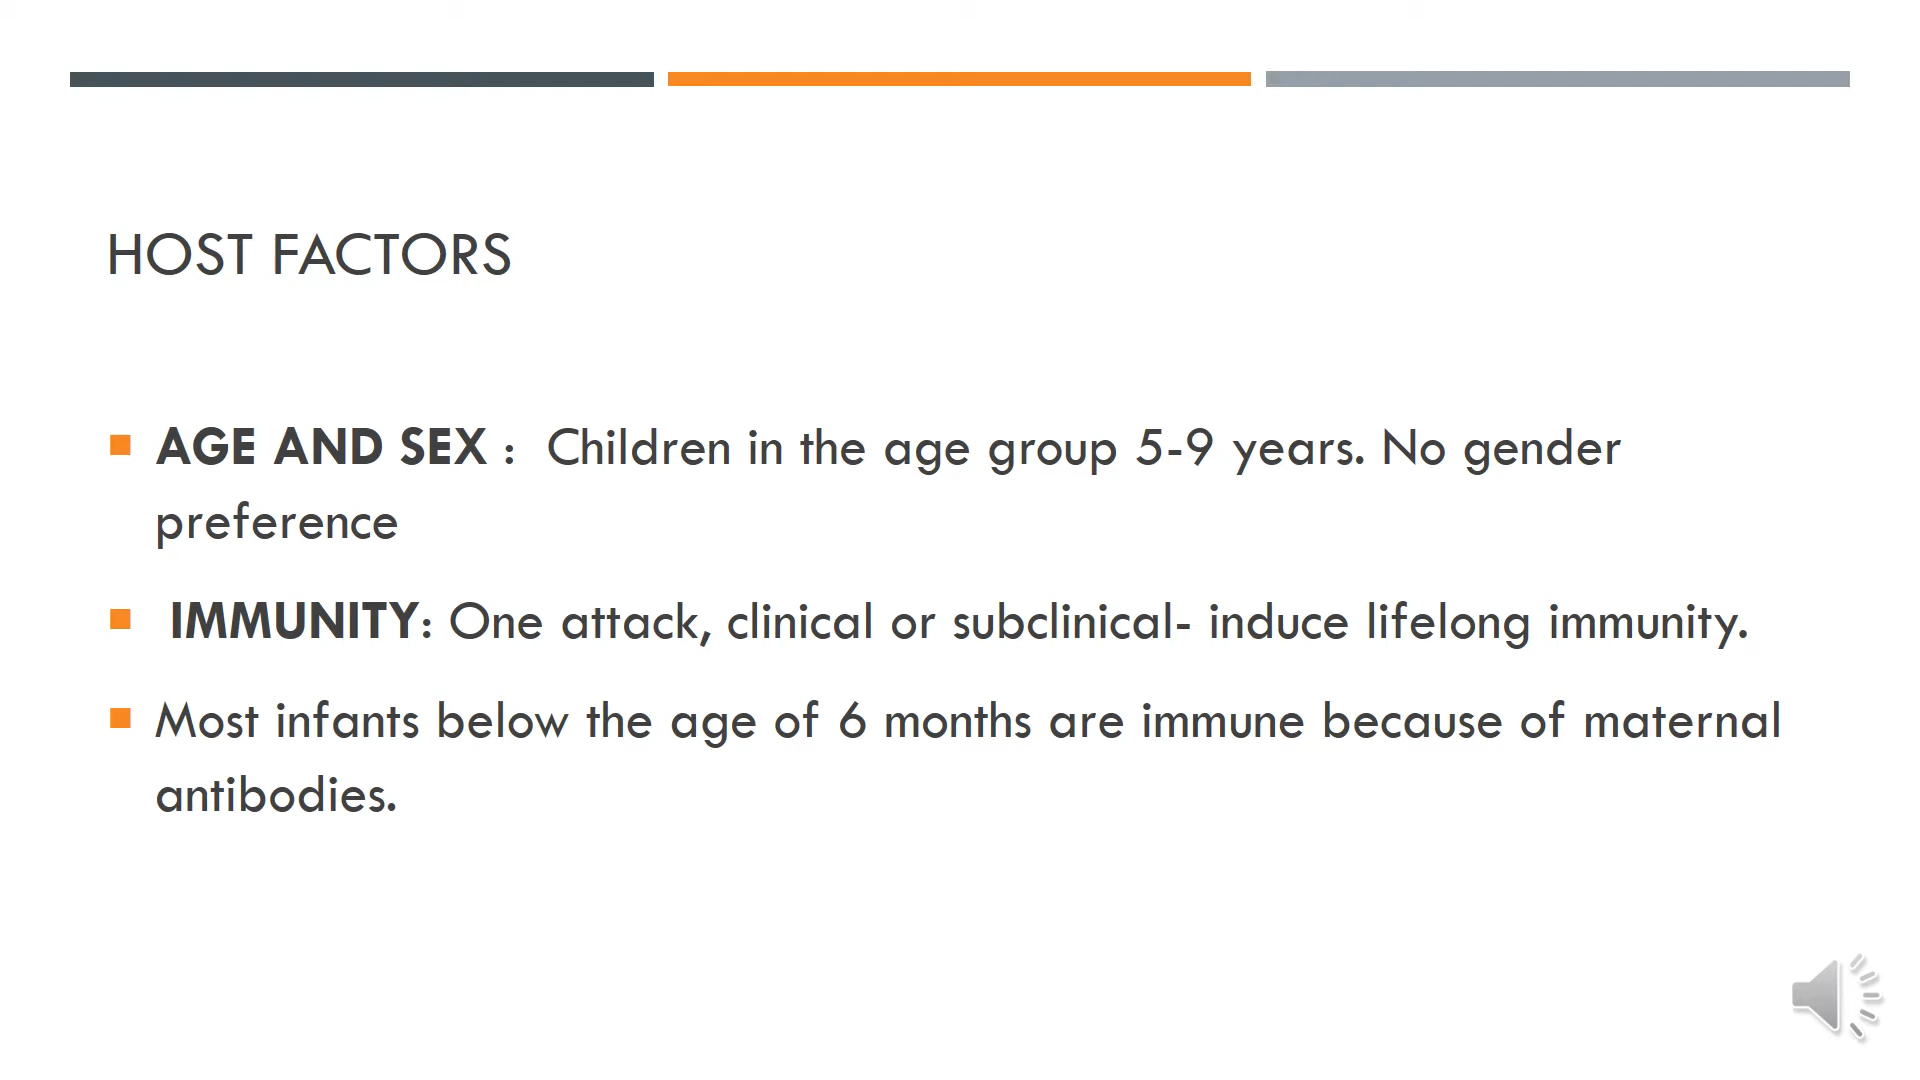 HOST FACTORS
AGE AND SEX : Children in the age group 5-9 years. No gender
preference
IMMUNITY: One attack, clinical or subclinical- induce lifelong immunity.
Most infants below the age of 6 months are immune because of maternal
antibodies.